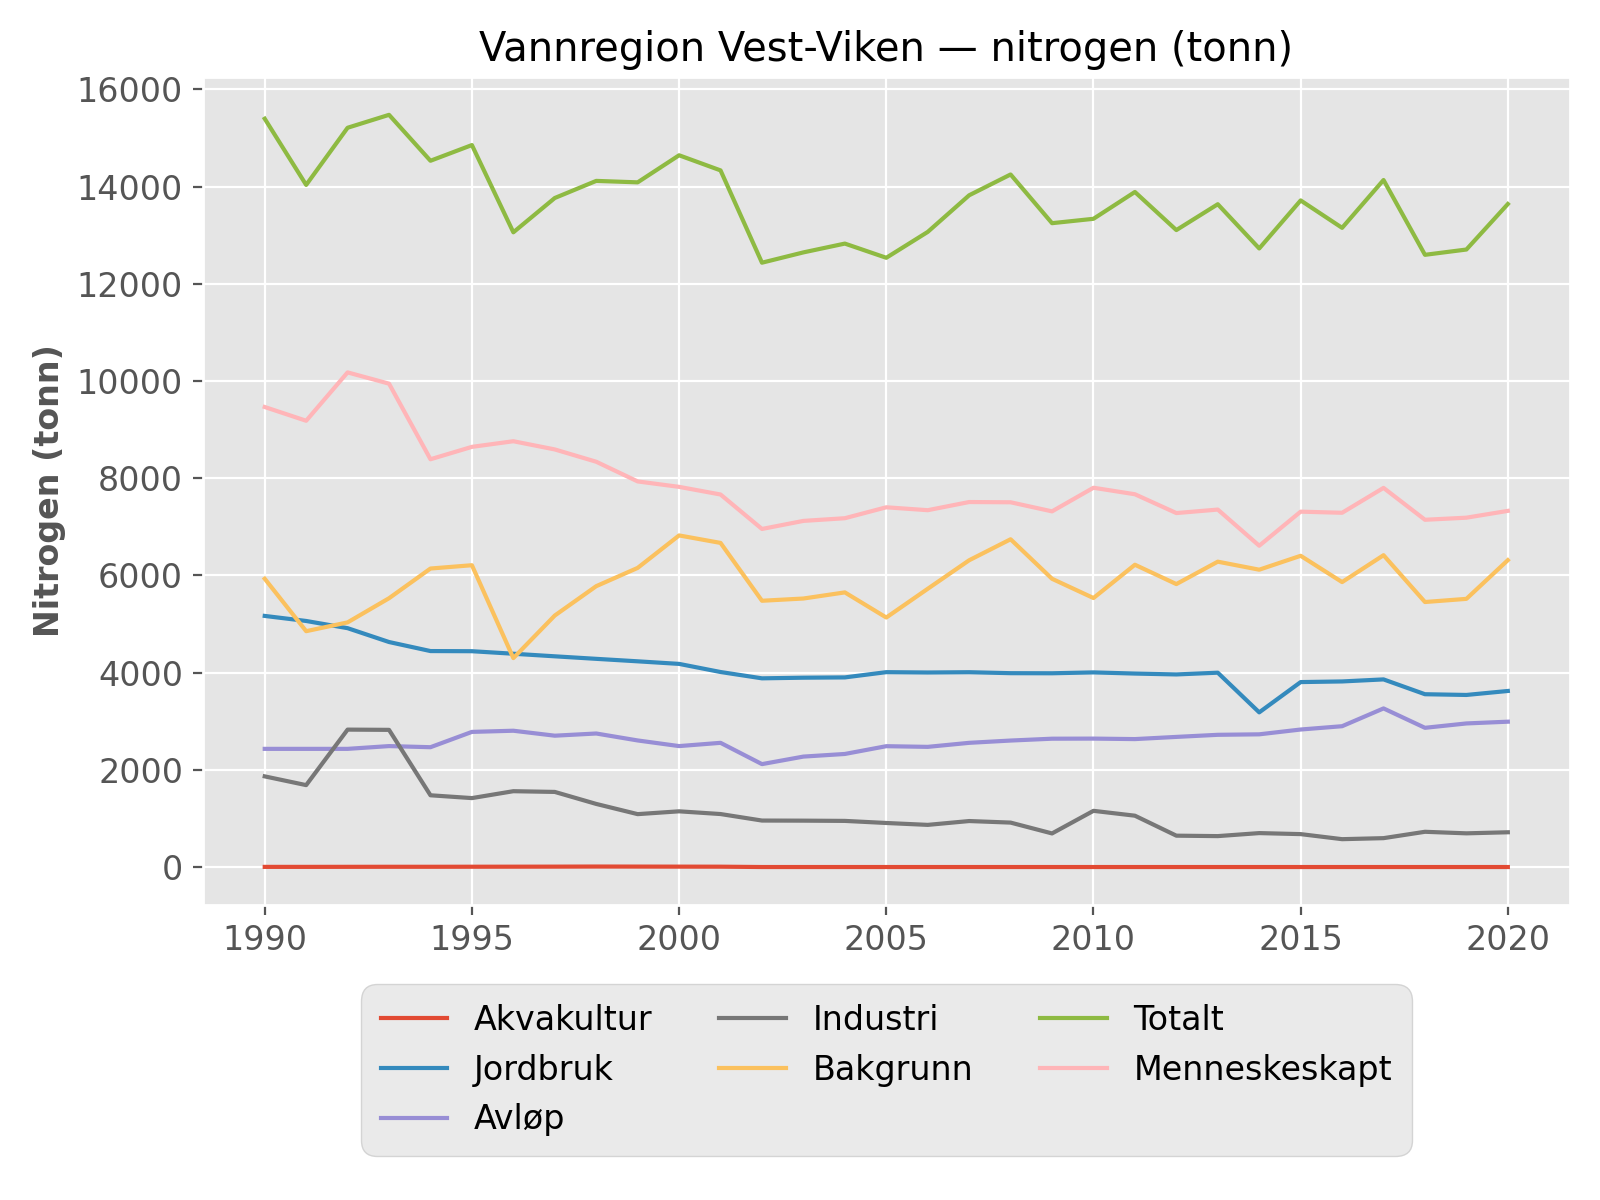 Vannregion Vest-Viken — nitrogen (tonn)
Nitrogen (tonn)
16000
14000
12000
10000
8000
6000
4000
2000
0
1990 1995 2000 2005 2010 2015 2020
Akvakultur Industri Totalt
Jordbruk Bakgrunn Menneskeskapt
Avløp